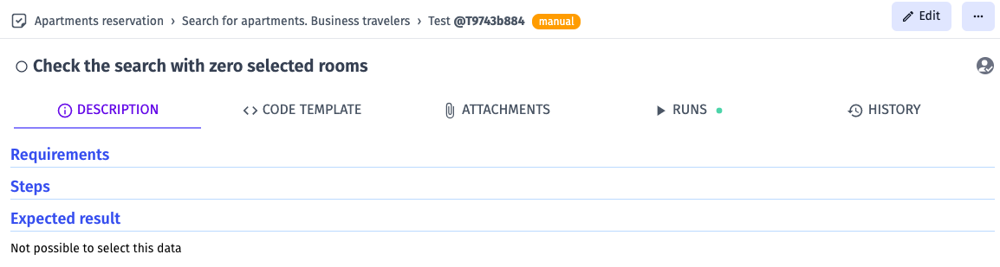 Apartments reservation › Search for apartments. Business travelers › Test @T9743b884 manual
Edit
Check the search with zero selected rooms
DESCRIPTION
CODE TEMPLATE
ATTACHMENTS
RUNS
HISTORY
Requirements
Steps
Expected result
Not possible to select this data